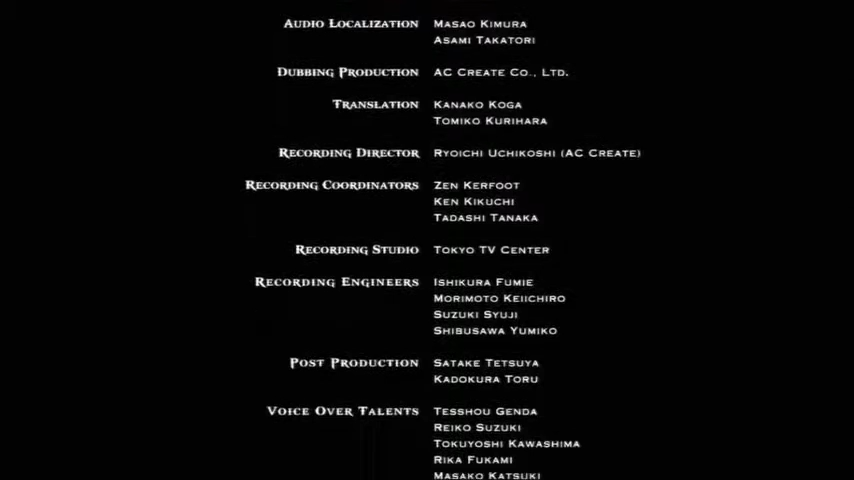 Audio Localization Masao Kimura
Asami Takatori
Dubbing Production AC Create Co., Ltd.
Translation Kanako Koga
Tomiko Kurihara
Recording Director Ryoichi Uchikoshi (AC Create)
Recording Coordinators Zen Kerfoot
Ken Kikuchi
Tadashi Tanaka
Recording Studio Tokyo TV Center
Recording Engineers Ishikura Fumie
Morimoto Keiichiro
Suzuki Syuji
Shibusawa Yumiko
Post Production Satake Tetsuya
Kadokura Toru
Voice Over Talents Tesshou Genda
Reiko Suzuki
Tokuyoshi Kawashima
Rika Fukami
Masako Katsuki